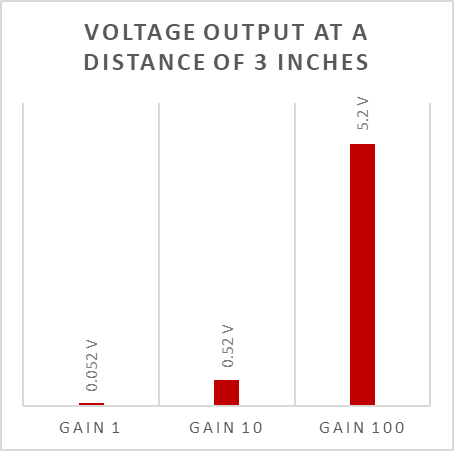 VOLTAGE OUTPUT AT A
DISTANCE OF 3 INCHES
0.052 V
0.52 V
5.2 V
GAIN 1
GAIN 10
GAIN 100